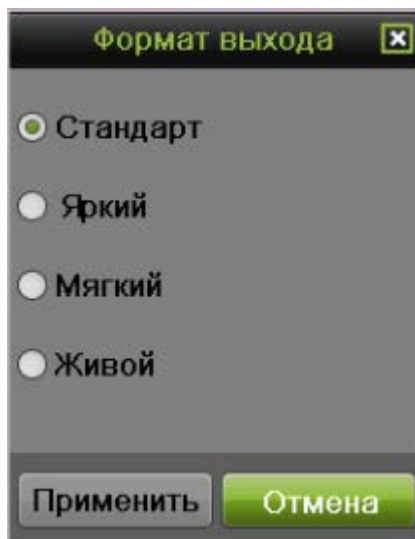 Формат выхода
Стандарт
Яркий
Мягкий
Живой
Применить Отмена